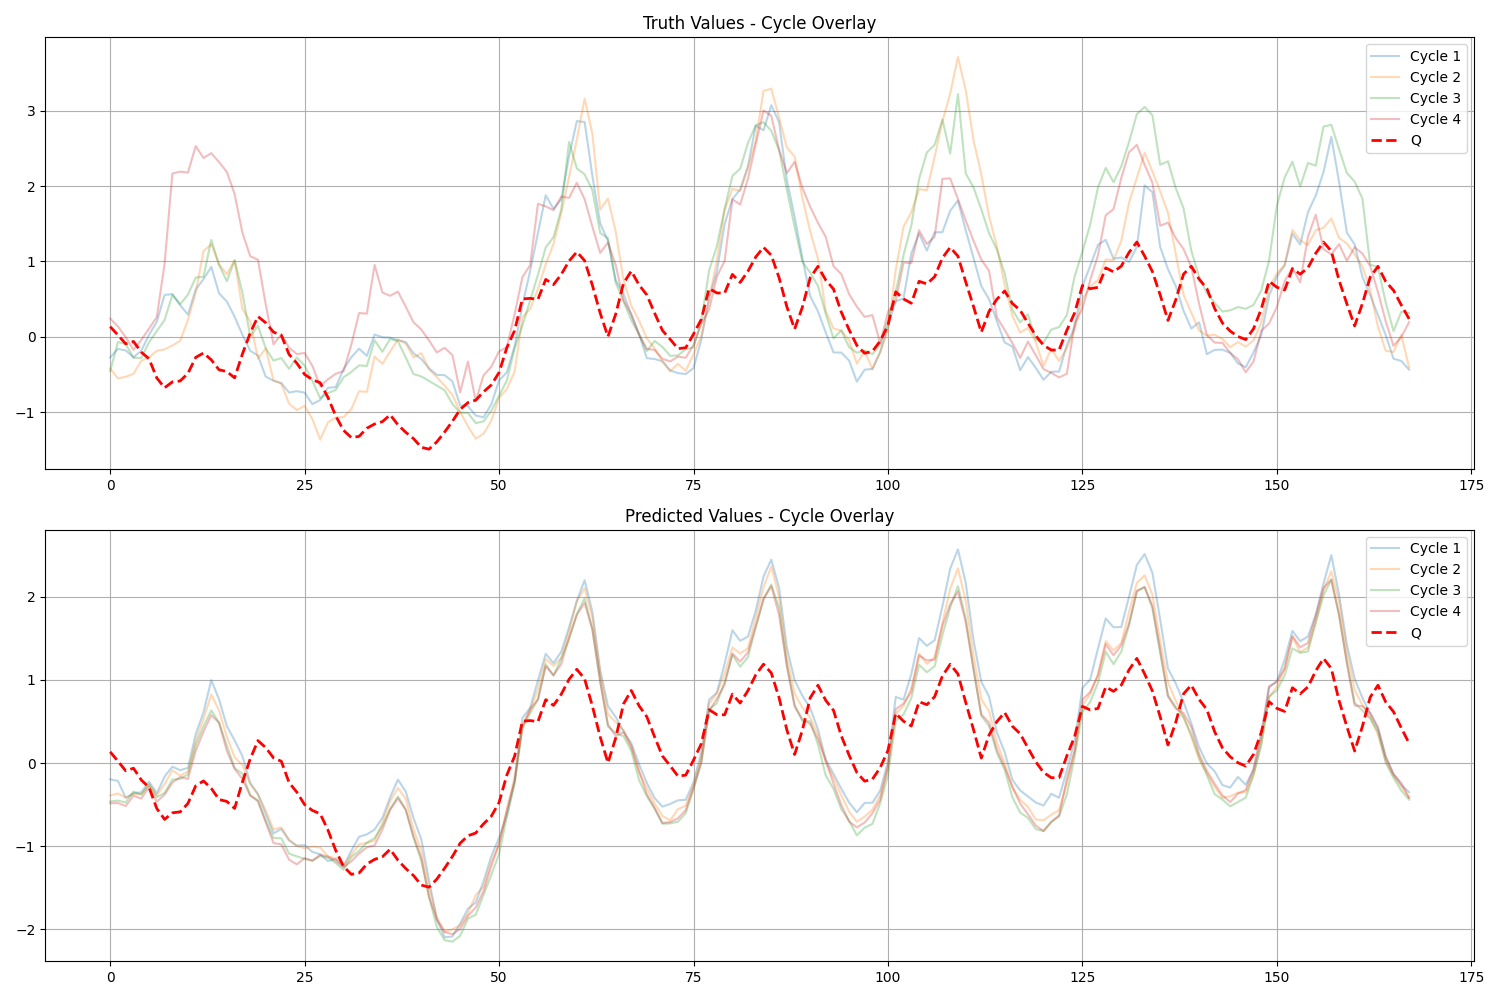 Truth Values - Cycle Overlay
Cycle 1
Cycle 2
Cycle 3
Cycle 4
Q
3
2
1
0
−1
0 25 50 75 100 125 150 175
Predicted Values - Cycle Overlay
Cycle 1
Cycle 2
Cycle 3
Cycle 4
Q
2
1
0
−1
−2
0 25 50 75 100 125 150 175